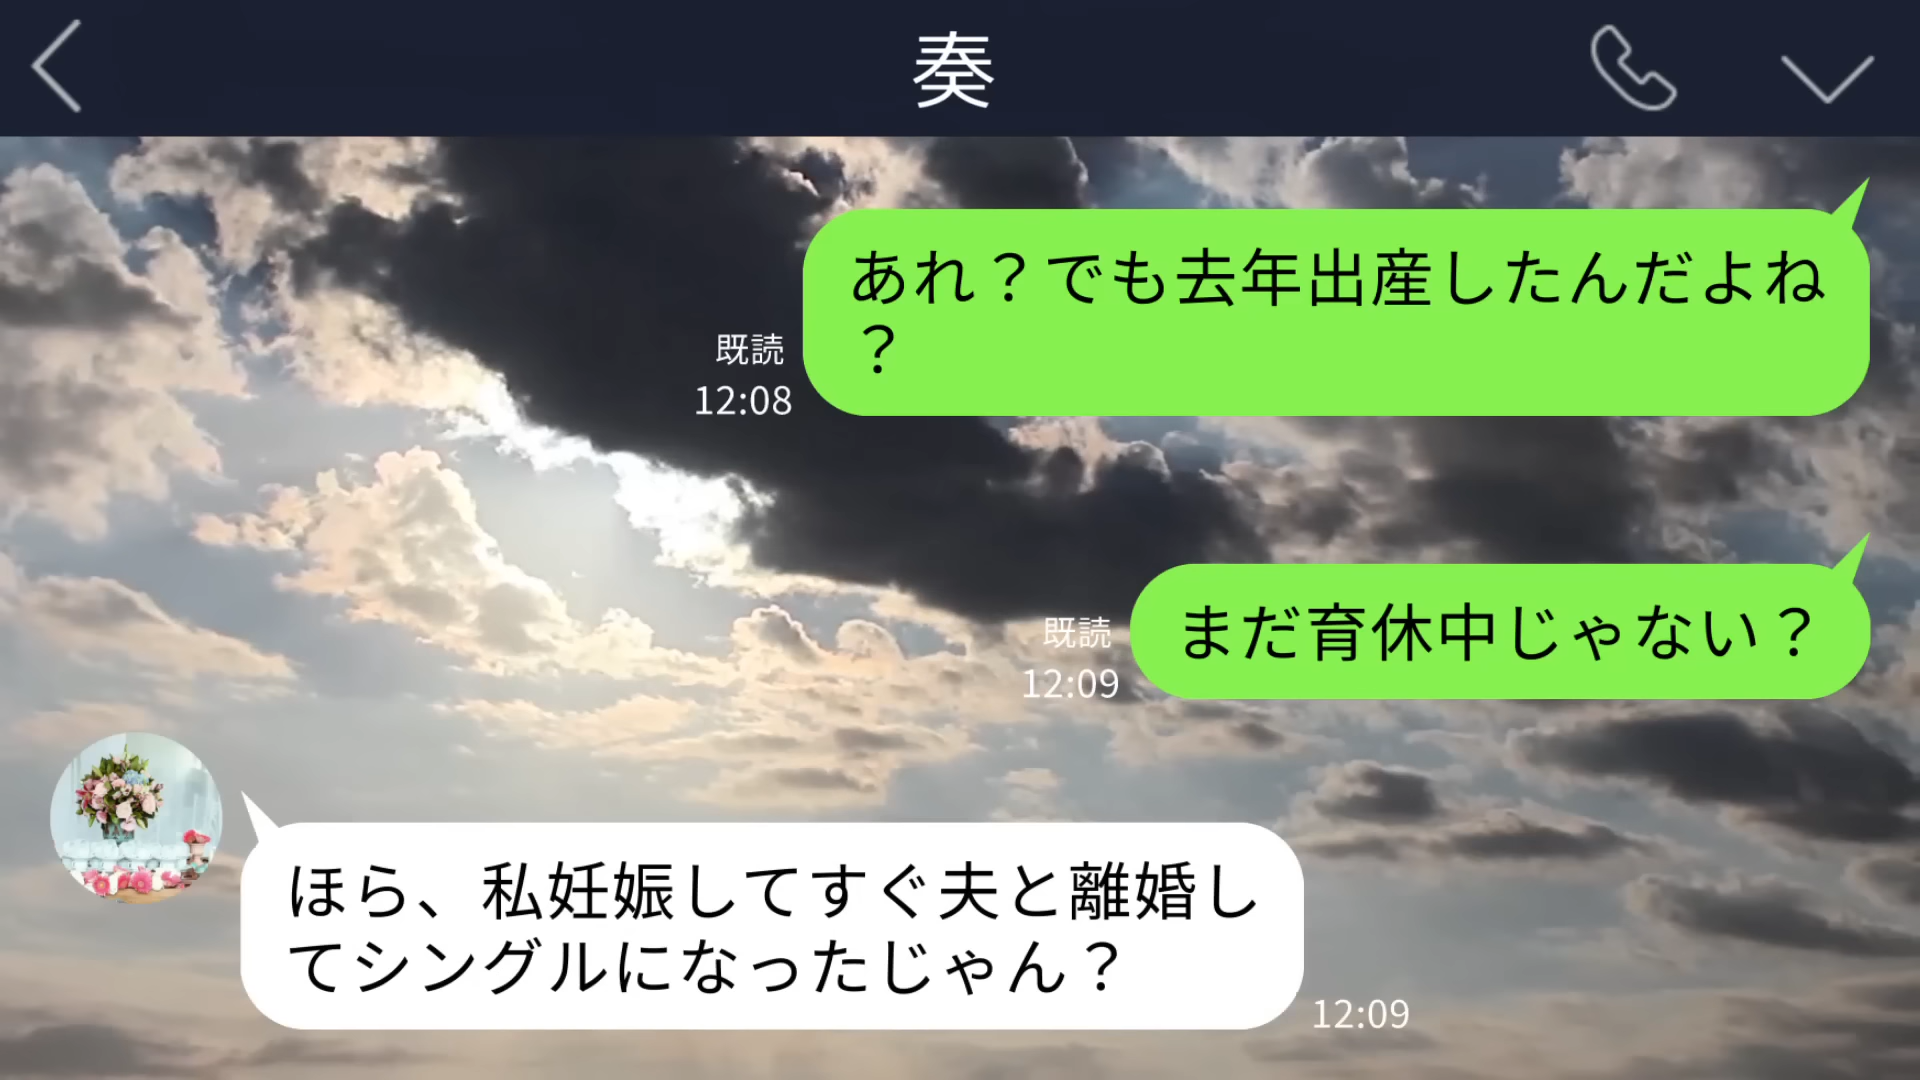 奏
あれ？でも去年出産したんだよね
？
既読
12:08
まだ育休中じゃない？
既読
12:09
ほら、私妊娠してすぐ夫と離婚し
てシングルになったじゃん？
12:09